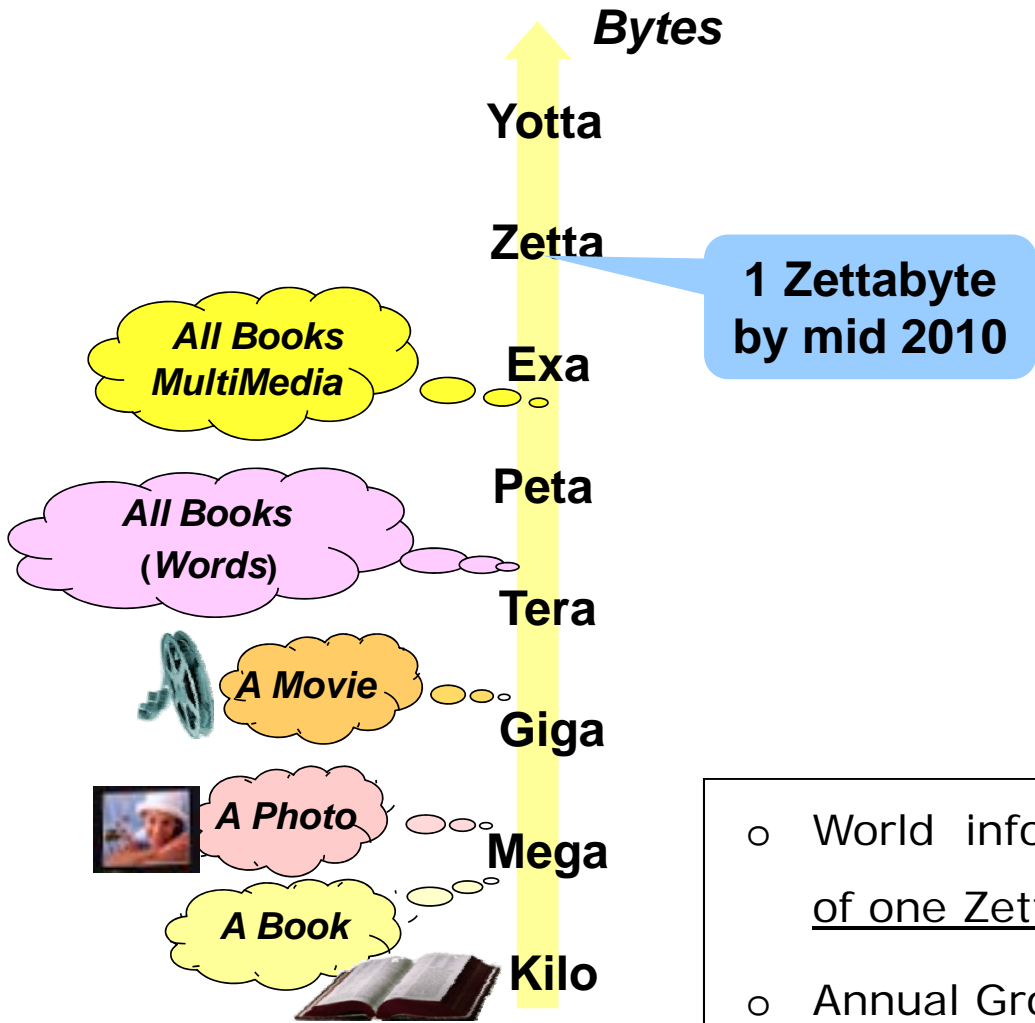 Bytes
Yotta
Zetta
1 Zettabyte
by mid 2010
All Books
MultiMedia
Exa
Peta
All Books
(Words)
Tera
A Movie
Giga
A Photo
Mega
A Book
Kilo
o World info
of one Zet
o Annual Gro